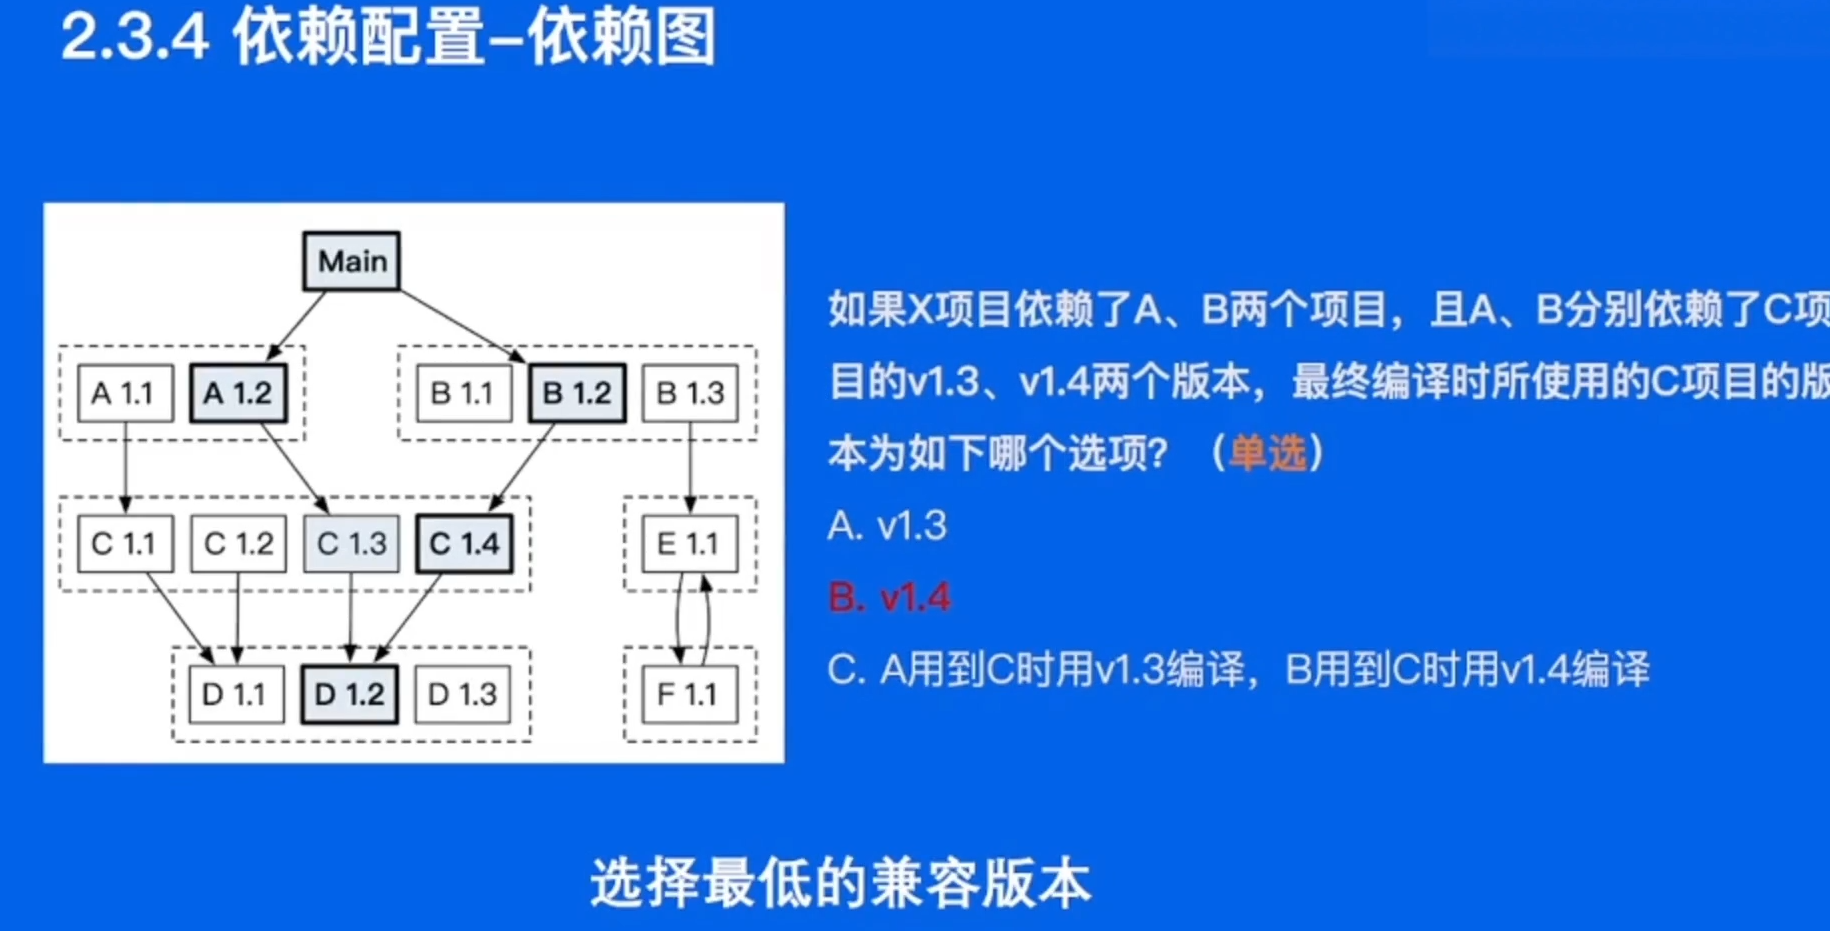 2.3.4 依赖配置-依赖图
Main
A 1.1 A 1.2 B 1.1 B 1.2 B 1.3
C 1.1 C 1.2 C 1.3 C 1.4 E 1.1
D 1.1 D 1.2 D 1.3 F 1.1
如果X项目依赖了A、B两个项目，且A、B分别依赖了C项
目的v1.3、v1.4两个版本，最终编译时所使用的C项目的版
本为如下哪个选项？（单选）
A. v1.3
B. v1.4
C. A用到C时用v1.3编译，B用到C时用v1.4编译
选择最低的兼容版本